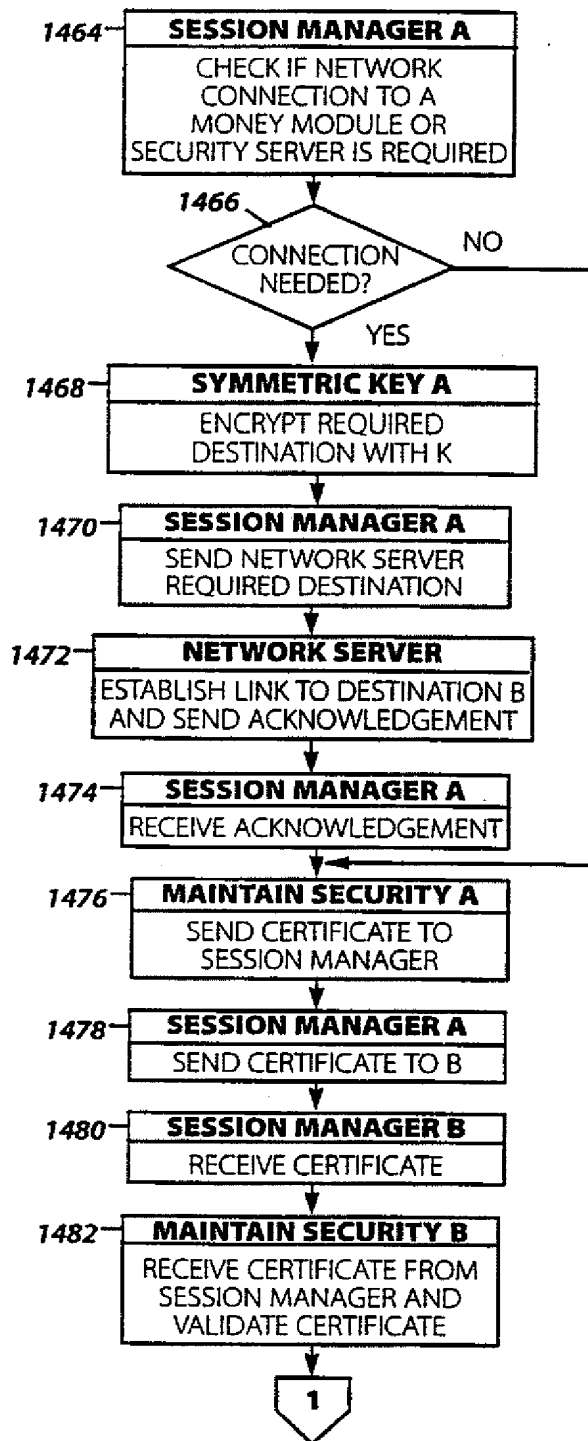 1464
SESSION MANAGER A
CHECK IF NETWORK
CONNECTION TO A
MONEY MODULE OR
SECURITY SERVER IS REQUIRED
1466
CONNECTION
NEEDED?
NO
YES
1468
SYMMETRIC KEY A
ENCRYPT REQUIRED
DESTINATION WITH K
1470
SESSION MANAGER A
SEND NETWORK SERVER
REQUIRED DESTINATION
1472
NETWORK SERVER
ESTABLISH LINK TO DESTINATION B
AND SEND ACKNOWLEDGEMENT
1474
SESSION MANAGER A
RECEIVE ACKNOWLEDGEMENT
1476
MAINTAIN SECURITY A
SEND CERTIFICATE TO
SESSION MANAGER
1478
SESSION MANAGER A
SEND CERTIFICATE TO B
1480
SESSION MANAGER B
RECEIVE CERTIFICATE
1482
MAINTAIN SECURITY B
RECEIVE CERTIFICATE FROM
SESSION MANAGER AND
VALIDATE CERTIFICATE
1